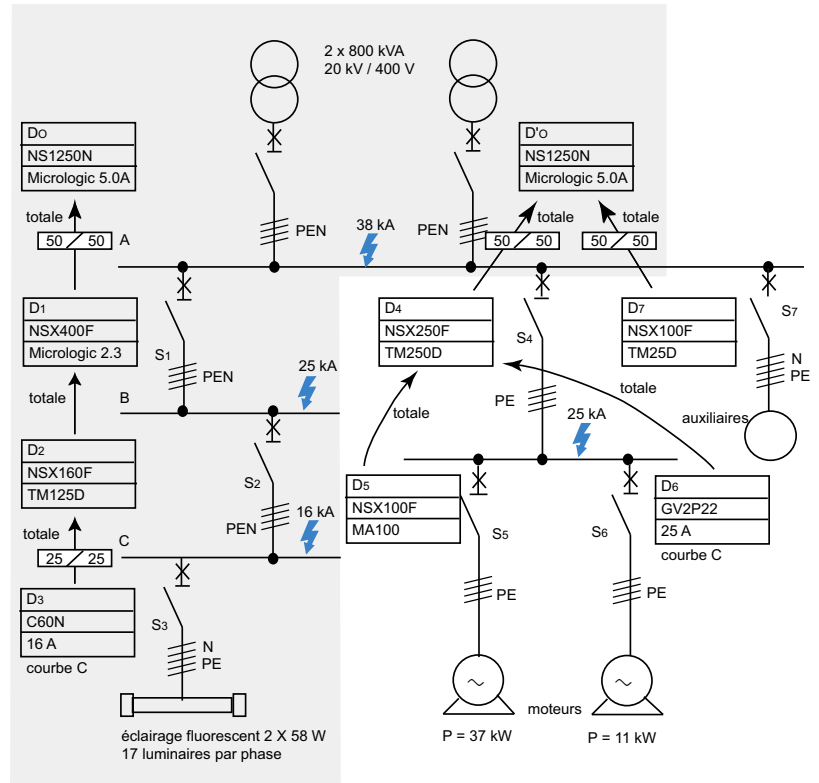 2 x 800 kVA
20 kV / 400 V
DO
NS1250N
Micrologic 5.0A
D'O
NS1250N
Micrologic 5.0A
totale
totale
totale
50 / 50
A
PEN
38 kA
PEN
50 / 50
50 / 50
D1
NSX400F
Micrologic 2.3
S1
PEN
D4
NSX250F
TM250D
S4
D7
NSX100F
TM25D
S7
N
PE
25 kA
totale
B
totale
PE
totale
25 kA
auxiliaires
D2
NSX160F
TM125D
S2
PEN
16 kA
D5
NSX100F
MA100
S5
S6
D6
GV2P22
25 A
courbe C
totale
25 / 25
C
D3
C60N
16 A
courbe C
S3
N
PE
PE
PE
moteurs
éclairage fluorescent 2 X 58 W
17 luminaires par phase
P = 37 kW
P = 11 kW